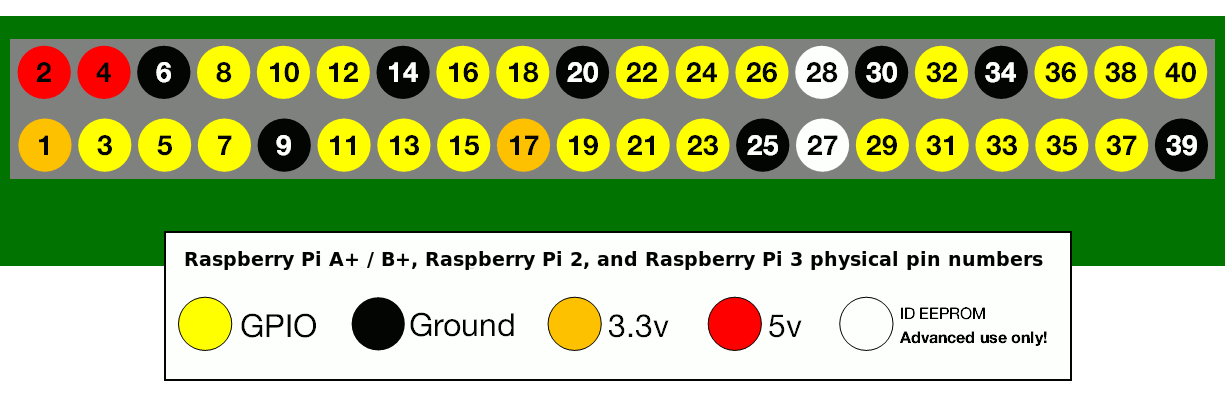 2 4 6 8 10 12 14 16 18 20 22 24 26 28 30 32 34 36 38 40
1 3 5 7 9 11 13 15 17 19 21 23 25 27 29 31 33 35 37 39
Raspberry Pi A+ / B+, Raspberry Pi 2, and Raspberry Pi 3 physical pin numbers
GPIO Ground 3.3v 5v ID EEPROM
Advanced use only!